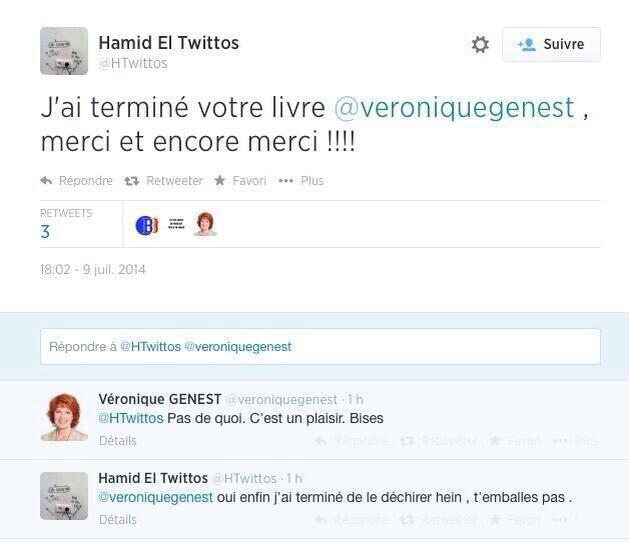 Hamid El Twittos
@HTwittos
Suivre
J'ai terminé votre livre @veroniquegenest ,
merci et encore merci !!!!
Répondre Retweeter Favori Plus
RETWEETS
3
18:02 - 9 juil. 2014
Répondre à @HTwittos @veroniquegenest
Véronique GENEST @veroniquegenest · 1 h
@HTwittos Pas de quoi. C'est un plaisir. Bises
Détails Répondre Retweeter Favori Plus
Hamid El Twittos @HTwittos · 1 h
@veroniquegenest oui enfin j'ai terminé de le déchirer hein , t'emballes pas .
Détails Répondre Retweeter Favori